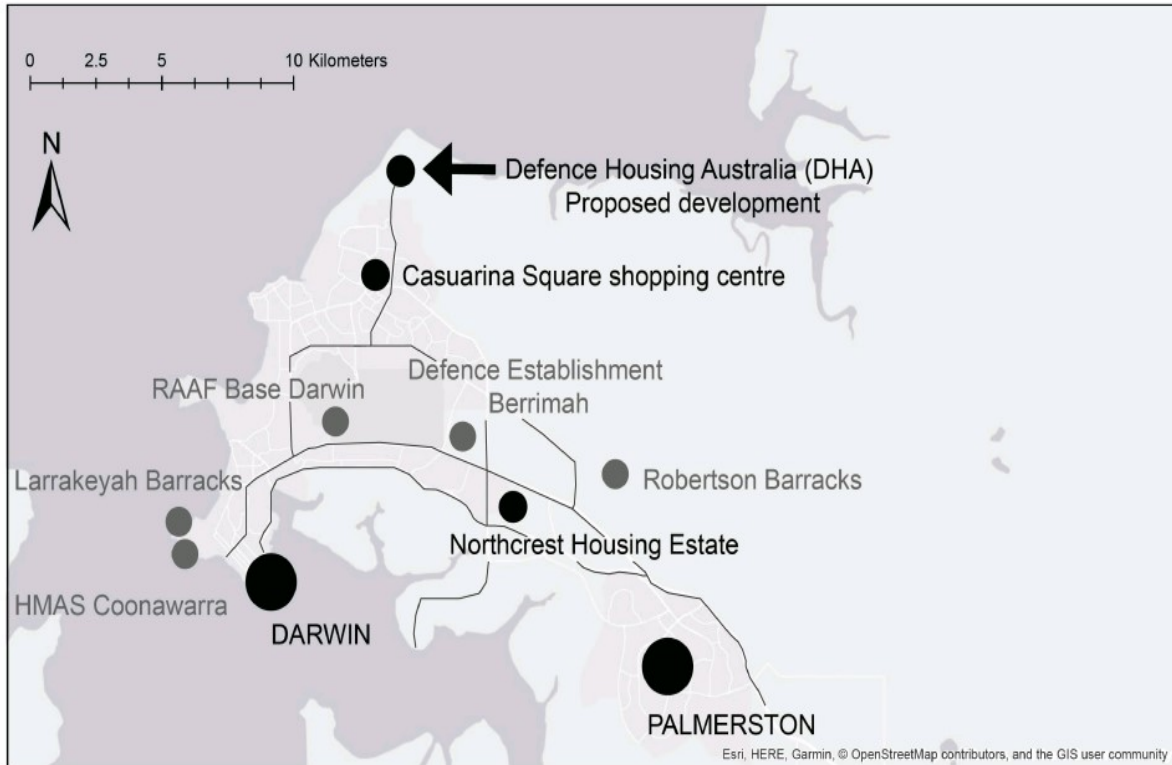 0 2.5 5 10 Kilometers
N
Defence Housing Australia (DHA)
Proposed development
Casuarina Square shopping centre
Defence Establishment
Berrimah
RAAF Base Darwin
Larrakeyah Barracks
Robertson Barracks
Northcrest Housing Estate
HMAS Coonawarra
DARWIN
PALMERSTON
Esri, HERE, Garmin, © OpenStreetMap contributors, and the GIS user community